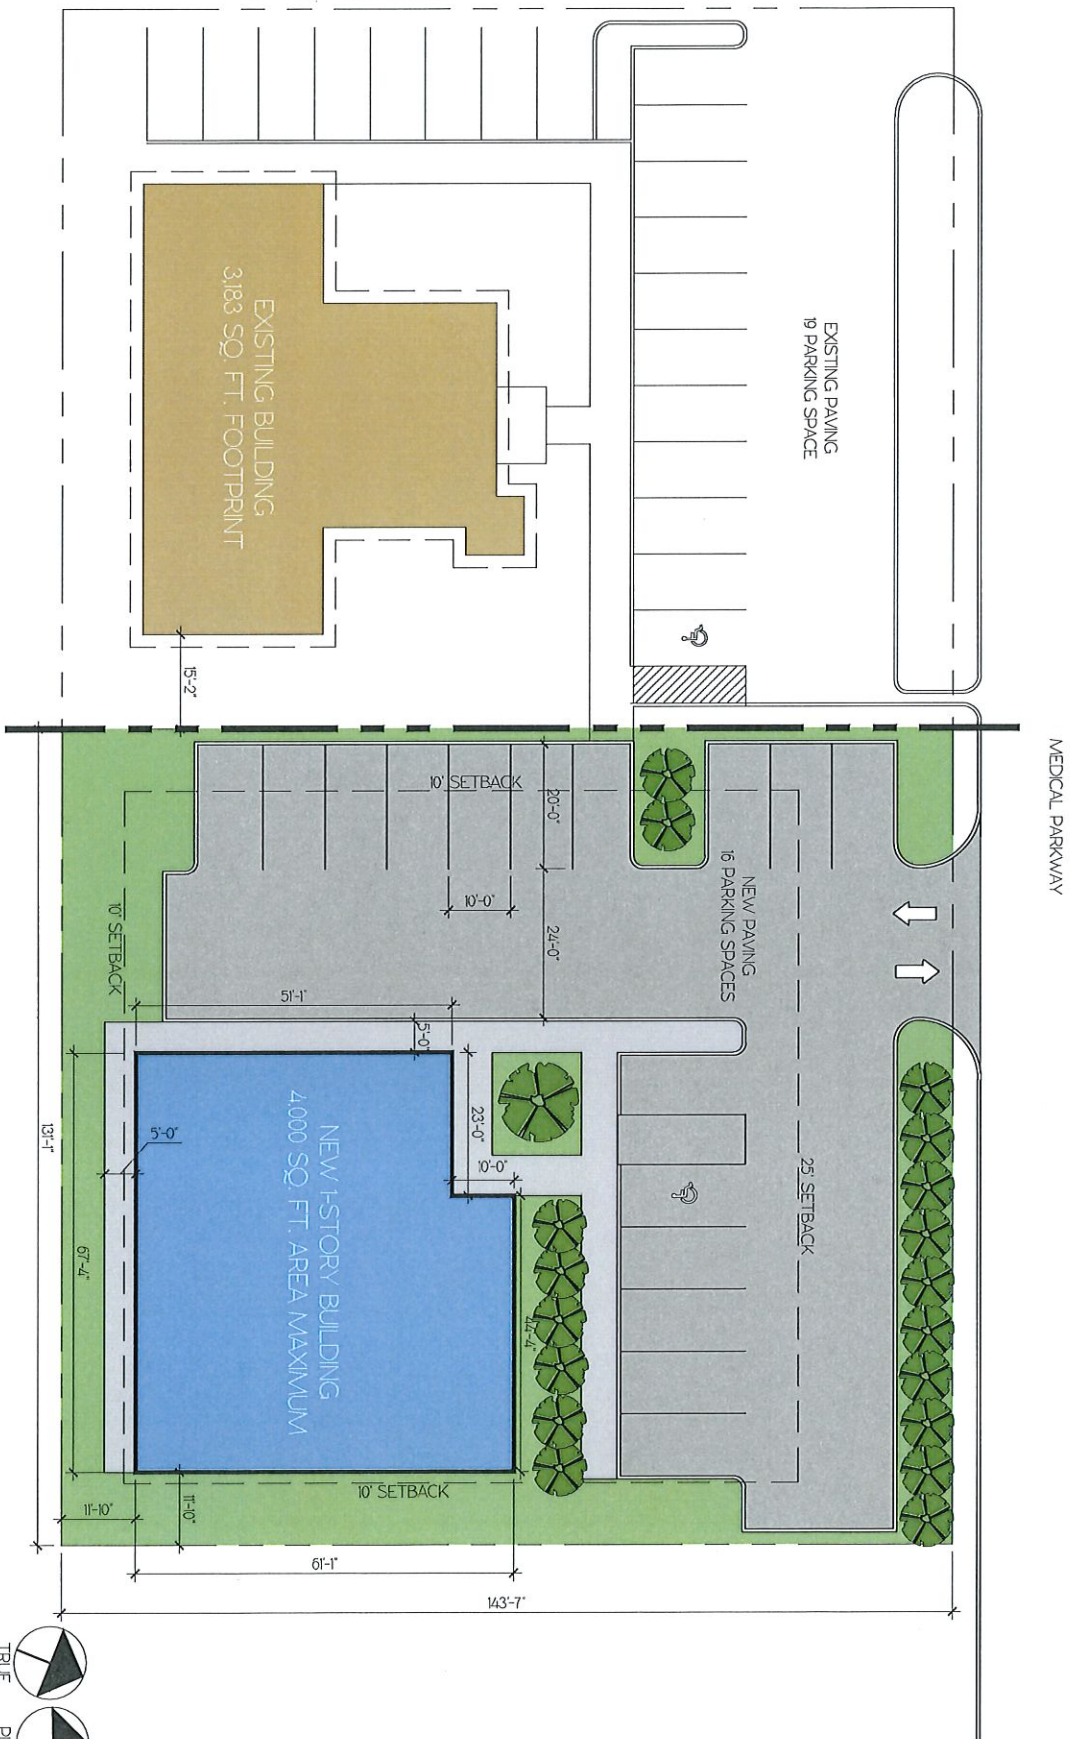 MEDICAL PARKWAY
EXISTING PAVING
19 PARKING SPACE
EXISTING BUILDING
3,183 SQ. FT. FOOTPRINT
15'-2"
10' SETBACK
20'-0"
10'-0"
24'-0"
NEW PAVING
16 PARKING SPACES
10' SETBACK
51'-1"
5'-0"
23'-0"
10'-0"
25' SETBACK
NEW 1-STORY BUILDING
4,000 SQ. FT. AREA MAXIMUM
5'-0"
131'-1"
67'-4"
44'-4"
10' SETBACK
11'-10"
11'-10"
61'-1"
143'-7"
TRUE